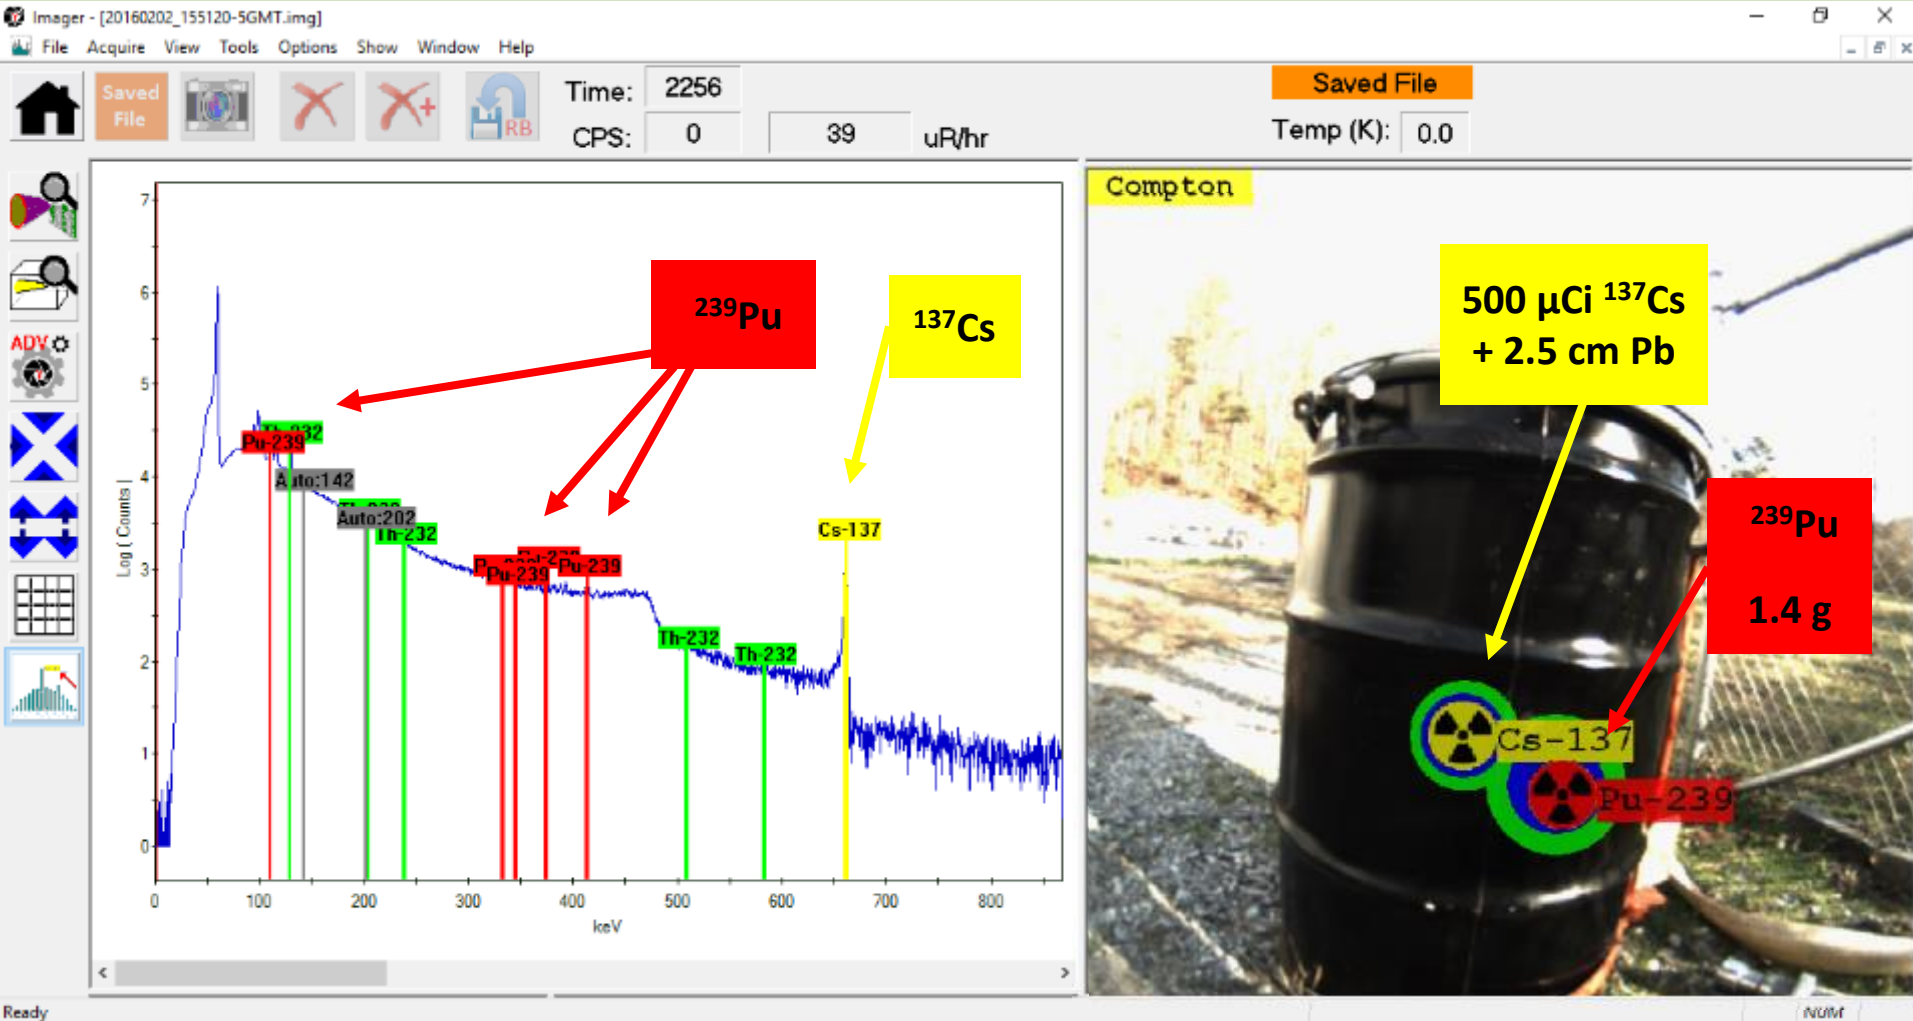 Imager - [20160202_155120-5GMT.img]
File Acquire View Tools Options Show Window Help
Saved
File
RB
Time: 2256
CPS: 0 39 uR/hr
Saved File
Temp (K): 0.0
ADV
Log ( Counts )
7
6
5
4
3
2
1
0
239Pu
137Cs
Th-232
Pu-239
Auto:142
Auto:202
Th-232
Pu-239
Pu-239
Cs-137
Th-232
Th-232
0 100 200 300 400 500 600 700 800
keV
Compton
500 µCi 137Cs
+ 2.5 cm Pb
239Pu
1.4 g
Cs-137
Pu-239
Ready
NUM